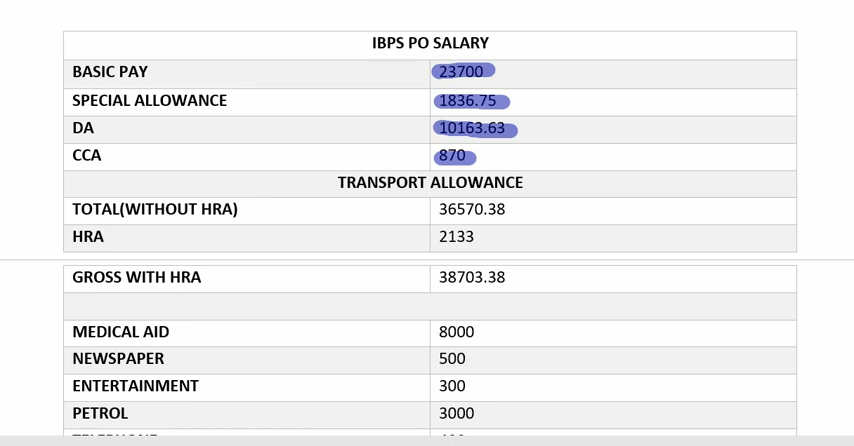 IBPS PO SALARY
BASIC PAY 23700
SPECIAL ALLOWANCE 1836.75
DA 10163.63
CCA 870
TRANSPORT ALLOWANCE
TOTAL(WITHOUT HRA) 36570.38
HRA 2133
GROSS WITH HRA 38703.38
MEDICAL AID 8000
NEWSPAPER 500
ENTERTAINMENT 300
PETROL 3000